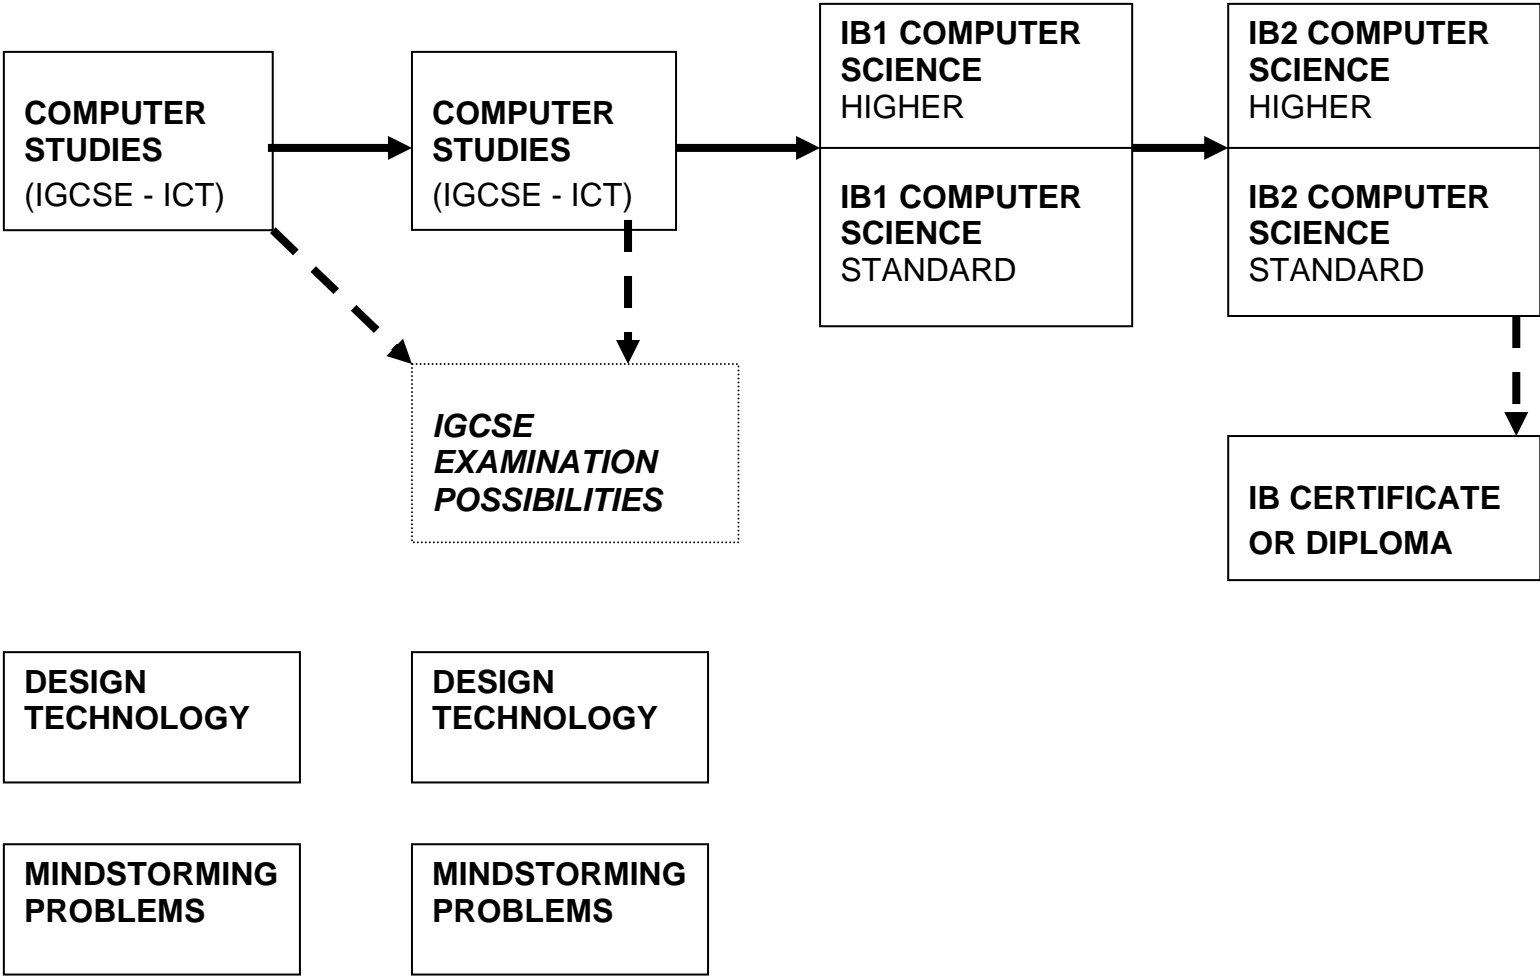 COMPUTER
STUDIES
(IGCSE - ICT)
COMPUTER
STUDIES
(IGCSE - ICT)
IB1 COMPUTER
SCIENCE
HIGHER
IB1 COMPUTER
SCIENCE
STANDARD
IB2 COMPUTER
SCIENCE
HIGHER
IB2 COMPUTER
SCIENCE
STANDARD
IGCSE
EXAMINATION
POSSIBILITIES
IB CERTIFICATE
OR DIPLOMA
DESIGN
TECHNOLOGY
DESIGN
TECHNOLOGY
MINDSTORMING
PROBLEMS
MINDSTORMING
PROBLEMS